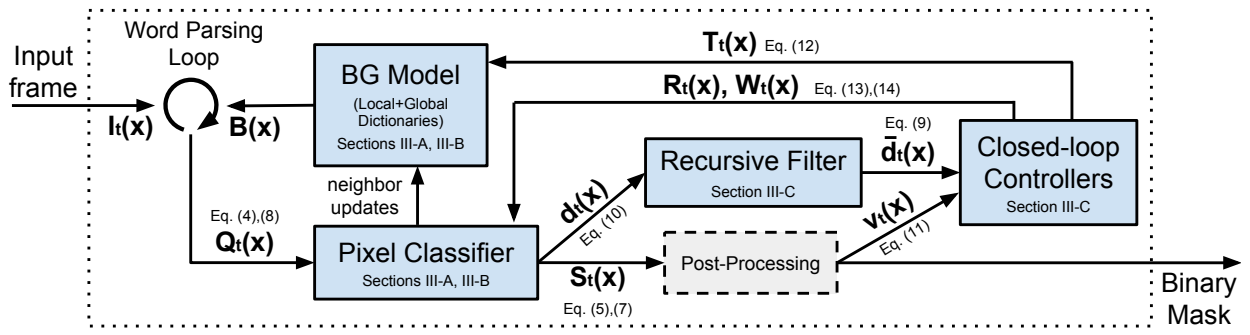 Word Parsing
Loop
Input
frame
It(x)
B(x)
BG Model
(Local+Global
Dictionaries)
Sections III-A, III-B
Tt(x) Eq. (12)
Rt(x), Wt(x) Eq. (13),(14)
neighbor
updates
Eq. (4),(8)
Qt(x)
Pixel Classifier
Sections III-A, III-B
dt(x)
Eq. (10)
Recursive Filter
Section III-C
Eq. (9)
d̄t(x)
Closed-loop
Controllers
Section III-C
vt(x)
Eq. (11)
St(x)
Eq. (5),(7)
Post-Processing
Binary
Mask